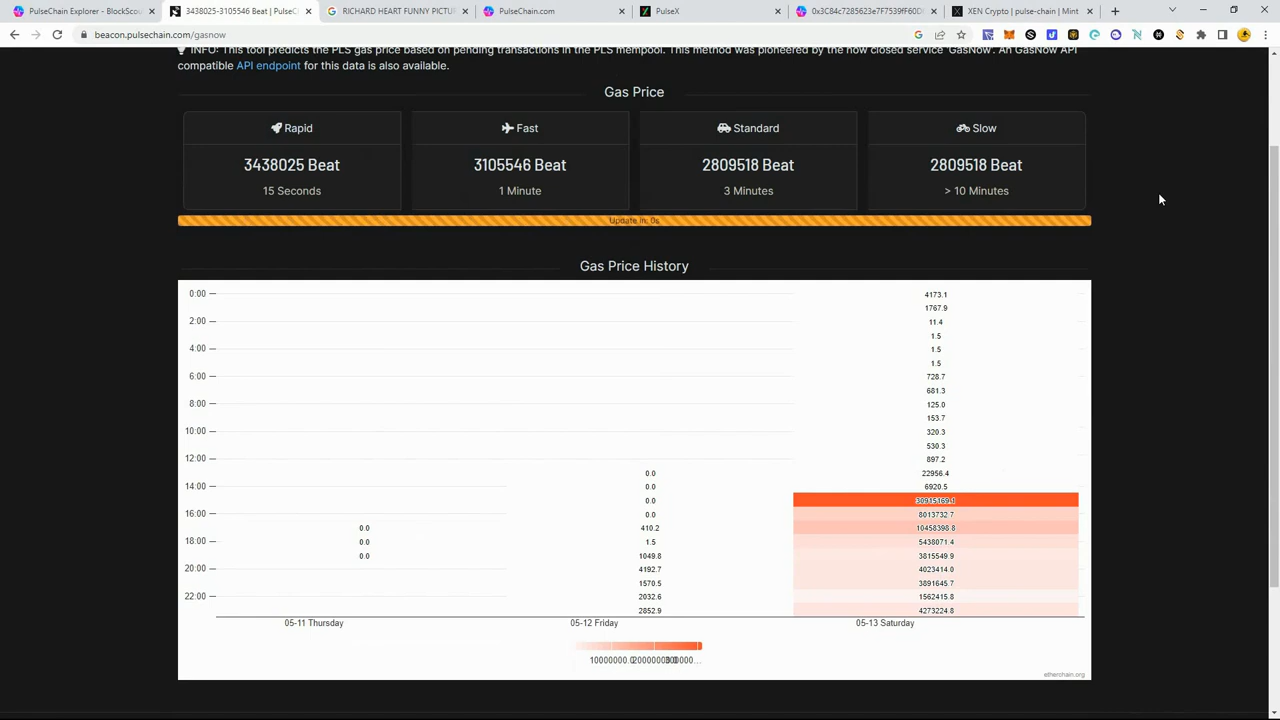 PulseChain Explorer - BlockSco
3438025-3105546 Beat | PulseC
RICHARD HEART FUNNY PICTUR
PulseChain.com
PulseX
0x3C84c7285623e7F7539fF60D
XEN Crypto | pulse-chain | Mint
beacon.pulsechain.com/gasnow
INFO: This tool predicts the PLS gas price based on pending transactions in the PLS mempool. This method was pioneered by the now closed service 'GasNow'. An GasNow API
compatible API endpoint for this data is also available.
Gas Price
Rapid
3438025 Beat
15 Seconds
Fast
3105546 Beat
1 Minute
Standard
2809518 Beat
3 Minutes
Slow
2809518 Beat
> 10 Minutes
Update in: 0s
Gas Price History
0:00 4173.1
1767.9
2:00 11.4
1.5
4:00 1.5
1.5
6:00 728.7
681.3
8:00 125.0
153.7
10:00 320.3
530.3
12:00 897.2
0.0 22956.4
14:00 0.0 6920.5
0.0 30915169.1
16:00 0.0 8013732.7
0.0 410.2 10458398.8
18:00 0.0 1.5 5438071.4
0.0 1049.8 3815549.9
20:00 4192.7 4023414.0
1570.5 3891645.7
22:00 2032.6 1562415.8
2852.9 4273224.8
05-11 Thursday 05-12 Friday 05-13 Saturday
10000000.0
etherchain.org